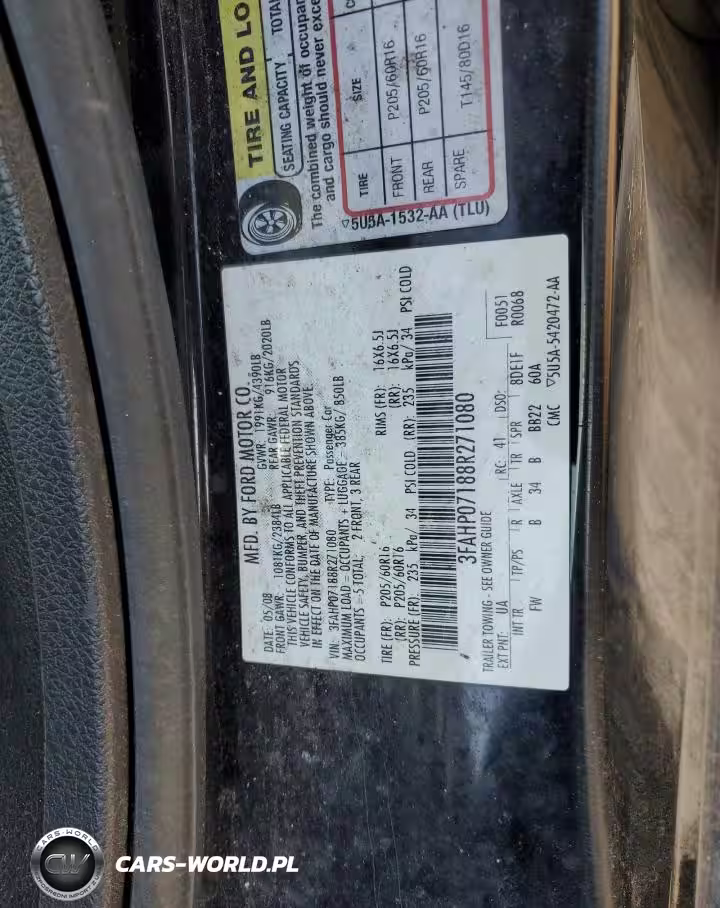 TIRE AND LO
SEATING CAPACITY TOTA
The combined weight of occupan
and cargo should never exce
TIRE SIZE
FRONT P205/60R16
REAR P205/60R16
SPARE T145/80D16
5U5A-1532-AA (TLU)
MFD. BY FORD MOTOR CO.
DATE: 05/08 GVWR: 1991KG/4390LB
FRONT GAWR: 1081KG/2384LB REAR GAWR: 916KG/2020LB
THIS VEHICLE CONFORMS TO ALL APPLICABLE FEDERAL MOTOR
VEHICLE SAFETY, BUMPER, AND THEFT PREVENTION STANDARDS
IN EFFECT ON THE DATE OF MANUFACTURE SHOWN ABOVE.
VIN: 3FAHP07188R271080 TYPE: Passenger Car
MAXIMUM LOAD = OCCUPANTS + LUGGAGE = 385KG/ 850LB
OCCUPANTS = 5 TOTAL: 2 FRONT, 3 REAR
TIRE (FR): P205/60R16 RIMS (FR): 16X6.5J
(RR): P205/60R16 (RR): 16X6.5J
PRESSURE (FR): 235 kPa/ 34 PSI COLD (RR): 235 kPa/ 34 PSI COLD
3FAHP07188R271080
TRAILER TOWING - SEE OWNER GUIDE F0051
EXT PNT: UA RC: 41 DSO: R0068
INT TR TP/PS R AXLE TR SPR 8DE1F
FW B 34 B BB22 60A
CMC 5U5A-5420472-AA
CARS-WORLD
CW
CARS-WORLD.PL